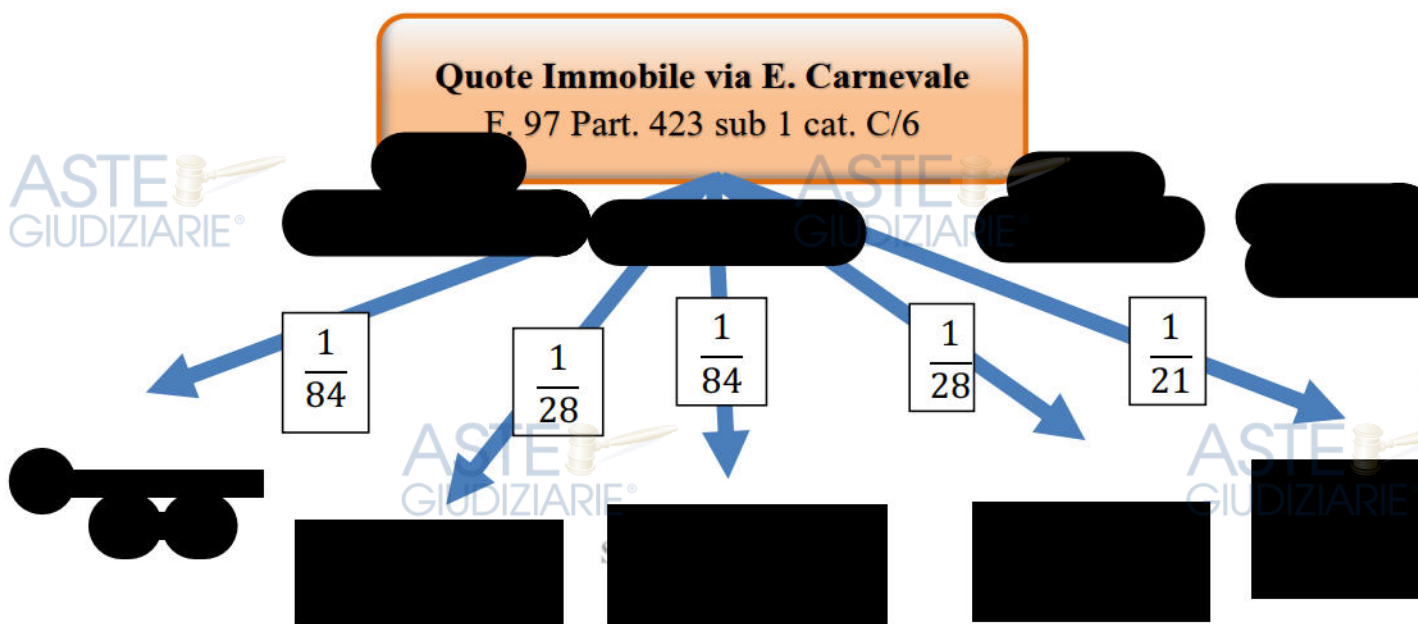 Quote Immobile via E. Carnevale
F. 97 Part. 423 sub 1 cat. C/6
ASTE
GIUDIZIARIE®
ASTE
GIUDIZIARIE®
1
84
1
28
1
84
1
28
1
21
ASTE
GIUDIZIARIE®
ASTE
GIUDIZIARIE®